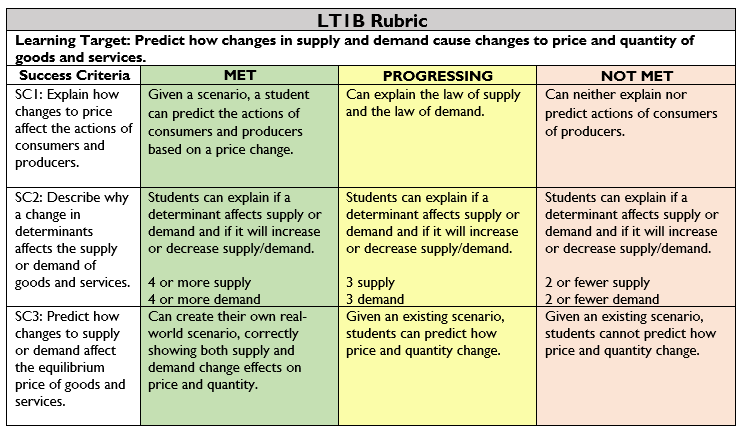 LT1B Rubric
Learning Target: Predict how changes in supply and demand cause changes to price and quantity of
goods and services.
Success Criteria
MET
PROGRESSING
NOT MET
SC1: Explain how
changes to price
affect the actions of
consumers and
producers.
Given a scenario, a student
can predict the actions of
consumers and producers
based on a price change.
Can explain the law of supply
and the law of demand.
Can neither explain nor
predict actions of consumers
of producers.
SC2: Describe why
a change in
determinants
affects the supply
or demand of
goods and services.
Students can explain if a
determinant affects supply or
demand and if it will increase
or decrease supply/demand.
4 or more supply
4 or more demand
Students can explain if a
determinant affects supply or
demand and if it will increase
or decrease supply/demand.
3 supply
3 demand
Students can explain if a
determinant affects supply or
demand and if it will increase
or decrease supply/demand.
2 or fewer supply
2 or fewer demand
SC3: Predict how
changes to supply
or demand affect
the equilibrium
price of goods and
services.
Can create their own real-
world scenario, correctly
showing both supply and
demand change effects on
price and quantity.
Given an existing scenario,
students can predict how
price and quantity change.
Given an existing scenario,
students cannot predict how
price and quantity change.